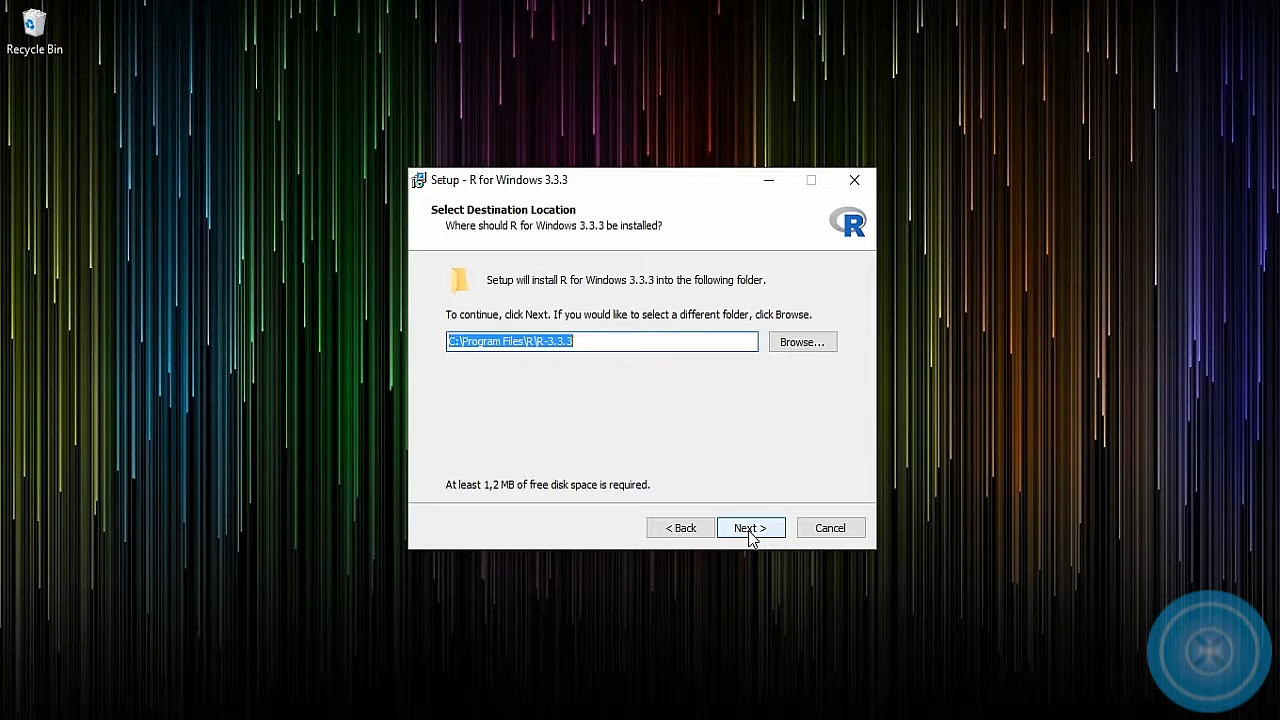 Recycle Bin
Setup - R for Windows 3.3.3
Select Destination Location
Where should R for Windows 3.3.3 be installed?
R
Setup will install R for Windows 3.3.3 into the following folder.
To continue, click Next. If you would like to select a different folder, click Browse.
C:\Program Files\R\R-3.3.3
Browse...
At least 1,2 MB of free disk space is required.
< Back
Next >
Cancel